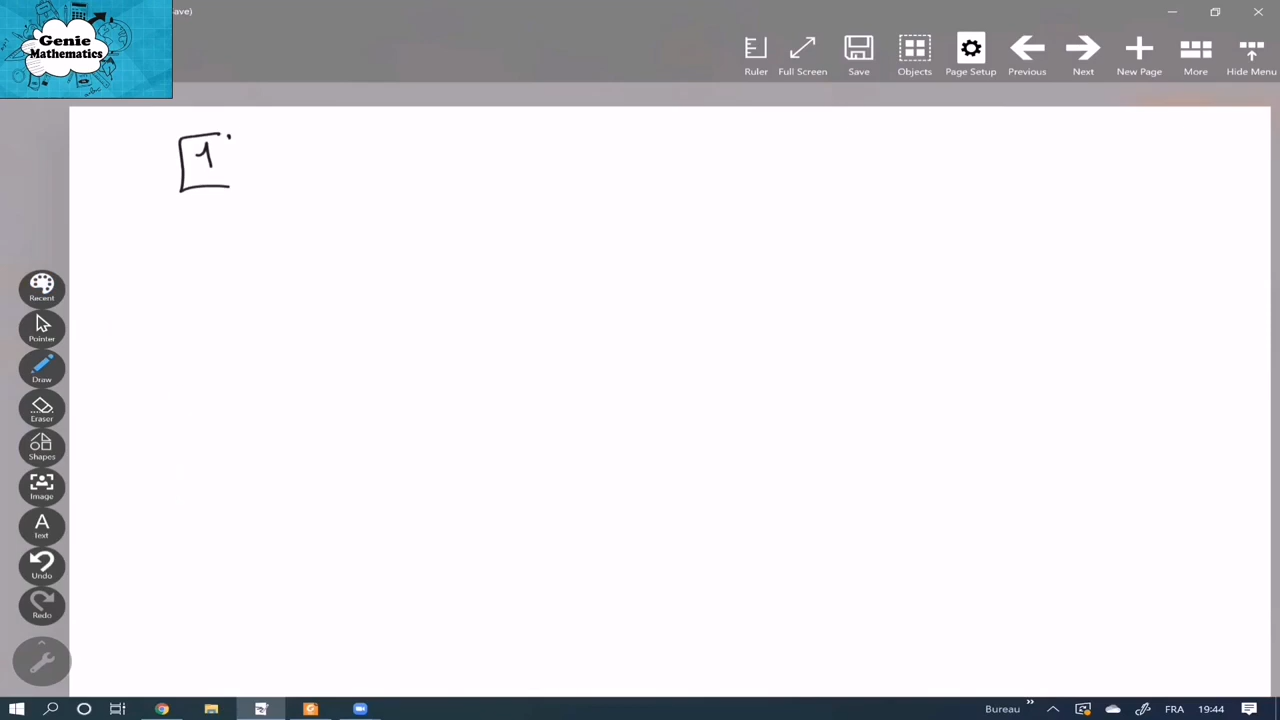 ave)
Genie
Mathematics
Ruler
Full Screen
Save
Objects
Page Setup
Previous
Next
New Page
More
Hide Menu
1
Recent
Pointer
Draw
Eraser
Shapes
Image
A
Text
Undo
Redo
Bureau
»
FRA
19:44